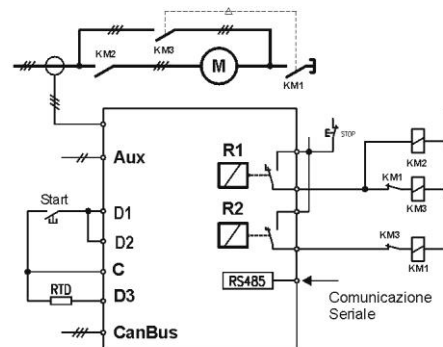 KM3
KM2
M
KM1
STOP
Aux
R1
KM2
Start
D1
KM1
KM3
D2
R2
C
KM3
KM1
RTD
D3
RS485
Comunicazione
Seriale
CanBus